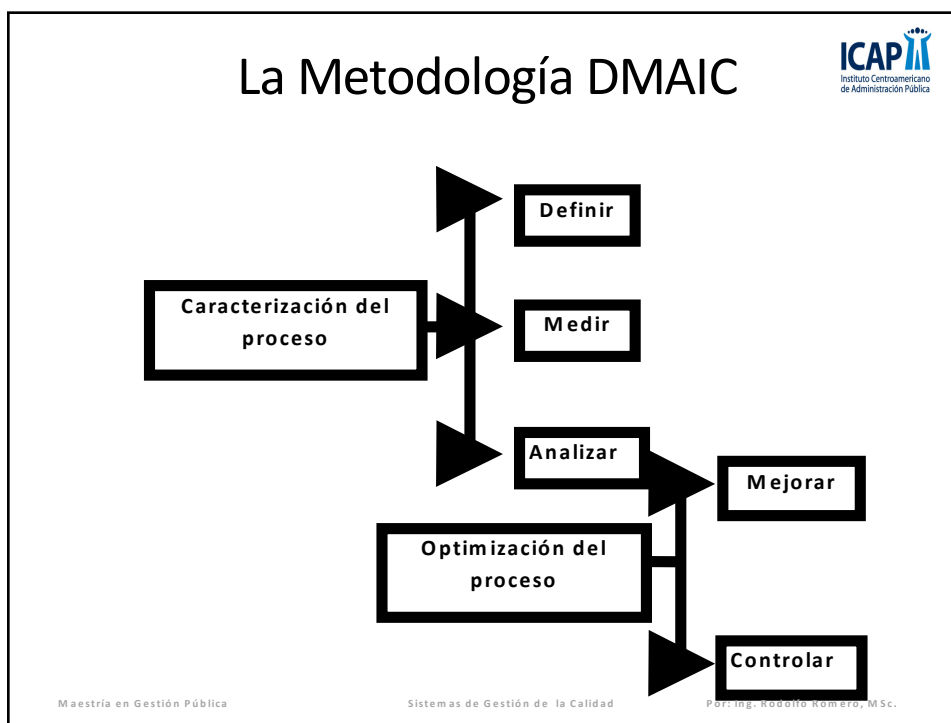 La Metodología DMAIC
ICAP
Instituto Centroamericano
de Administración Pública
Definir
Caracterización del
proceso
Medir
Analizar
Mejorar
Optimización del
proceso
Controlar
Maestría en Gestión Pública
Sistemas de Gestión de la Calidad
Por: Ing. Rodolfo Romero, MSc.